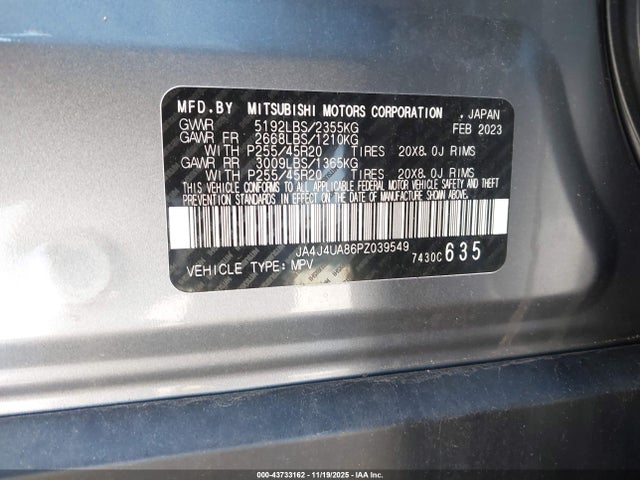 MFD.BY MITSUBISHI MOTORS CORPORATION , JAPAN
GVWR 5192LBS/2355KG FEB 2023
GAWR FR 2668LBS/1210KG
WITH P255/45R20 TIRES 20X8.0J RIMS
GAWR RR 3009LBS/1365KG
WITH P255/45R20 TIRES 20X8.0J RIMS
THIS VEHICLE CONFORMS TO ALL APPLICABLE FEDERAL MOTOR VEHICLE SAFETY AND THEFT
PREVENTION STANDARDS IN EFFECT ON THE DATE OF MANUFACTURE SHOWN ABOVE.
JA4J4UA86PZ039549
7430C 635
VEHICLE TYPE: MPV
000-43733162 - 11/19/2025 - IAA Inc.